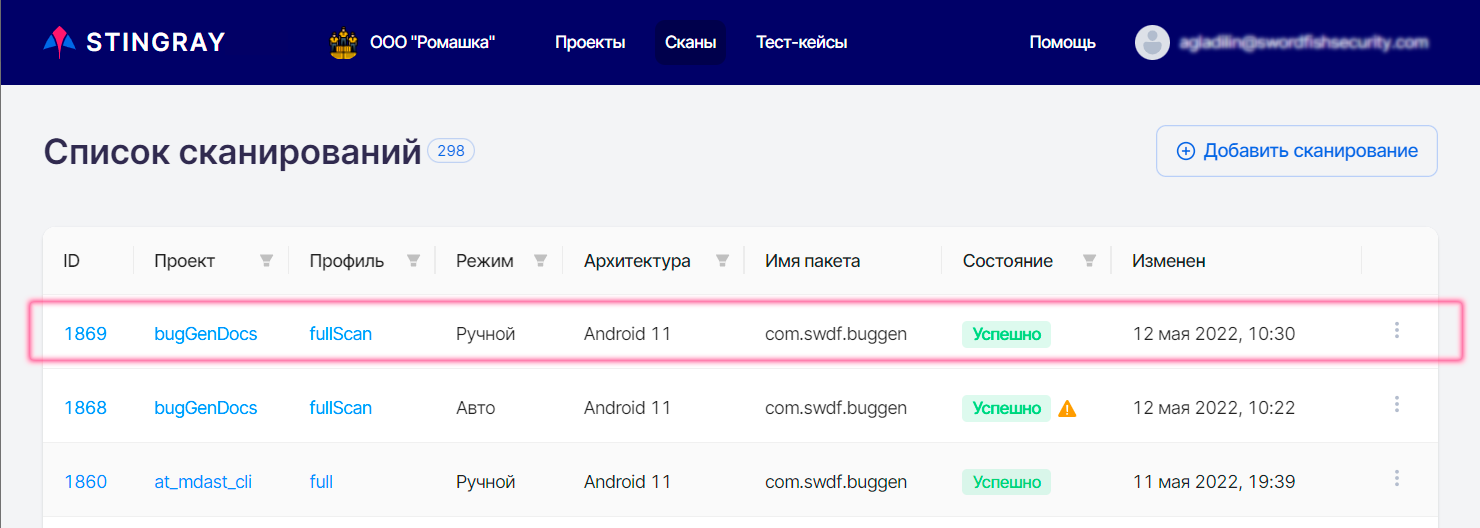 STINGRAY ООО "Ромашка" Проекты Сканы Тест-кейсы Помощь agladilin@swordfishsecurity.com
Список сканирований 298 Добавить сканирование
ID Проект Профиль Режим Архитектура Имя пакета Состояние Изменен
1869 bugGenDocs fullScan Ручной Android 11 com.swdf.buggen Успешно 12 мая 2022, 10:30
1868 bugGenDocs fullScan Авто Android 11 com.swdf.buggen Успешно 12 мая 2022, 10:22
1860 at_mdast_cli full Ручной Android 11 com.swdf.buggen Успешно 11 мая 2022, 19:39